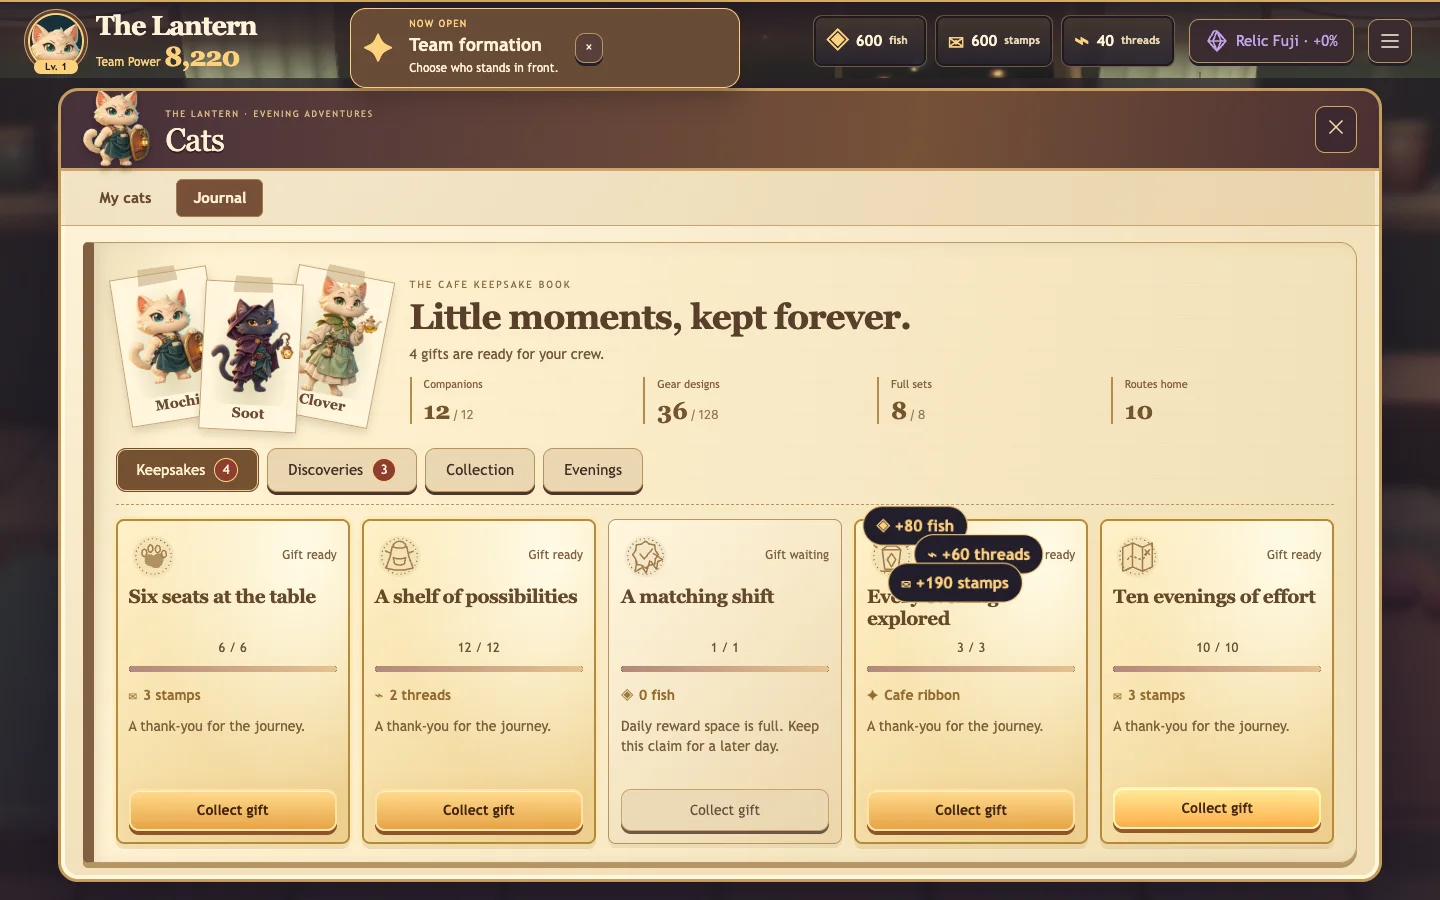 The Lantern
Team Power 8,220
Lv. 1
NOW OPEN
Team formation
Choose who stands in front.
600 fish
600 stamps
40 threads
Relic Fuji · +0%
THE LANTERN · EVENING ADVENTURES
Cats
My cats
Journal
Mochi
Soot
Clover
THE CAFE KEEPSAKE BOOK
Little moments, kept forever.
4 gifts are ready for your crew.
Companions
12 / 12
Gear designs
36 / 128
Full sets
8 / 8
Routes home
10
Keepsakes 4
Discoveries 3
Collection
Evenings
Gift ready
Six seats at the table
6 / 6
3 stamps
A thank-you for the journey.
Collect gift
Gift ready
A shelf of possibilities
12 / 12
2 threads
A thank-you for the journey.
Collect gift
Gift waiting
A matching shift
1 / 1
0 fish
Daily reward space is full. Keep
this claim for a later day.
Collect gift
+80 fish
+60 threads
ready
+190 stamps
explored
3 / 3
Cafe ribbon
A thank-you for the journey.
Collect gift
Gift ready
Ten evenings of effort
10 / 10
3 stamps
A thank-you for the journey.
Collect gift